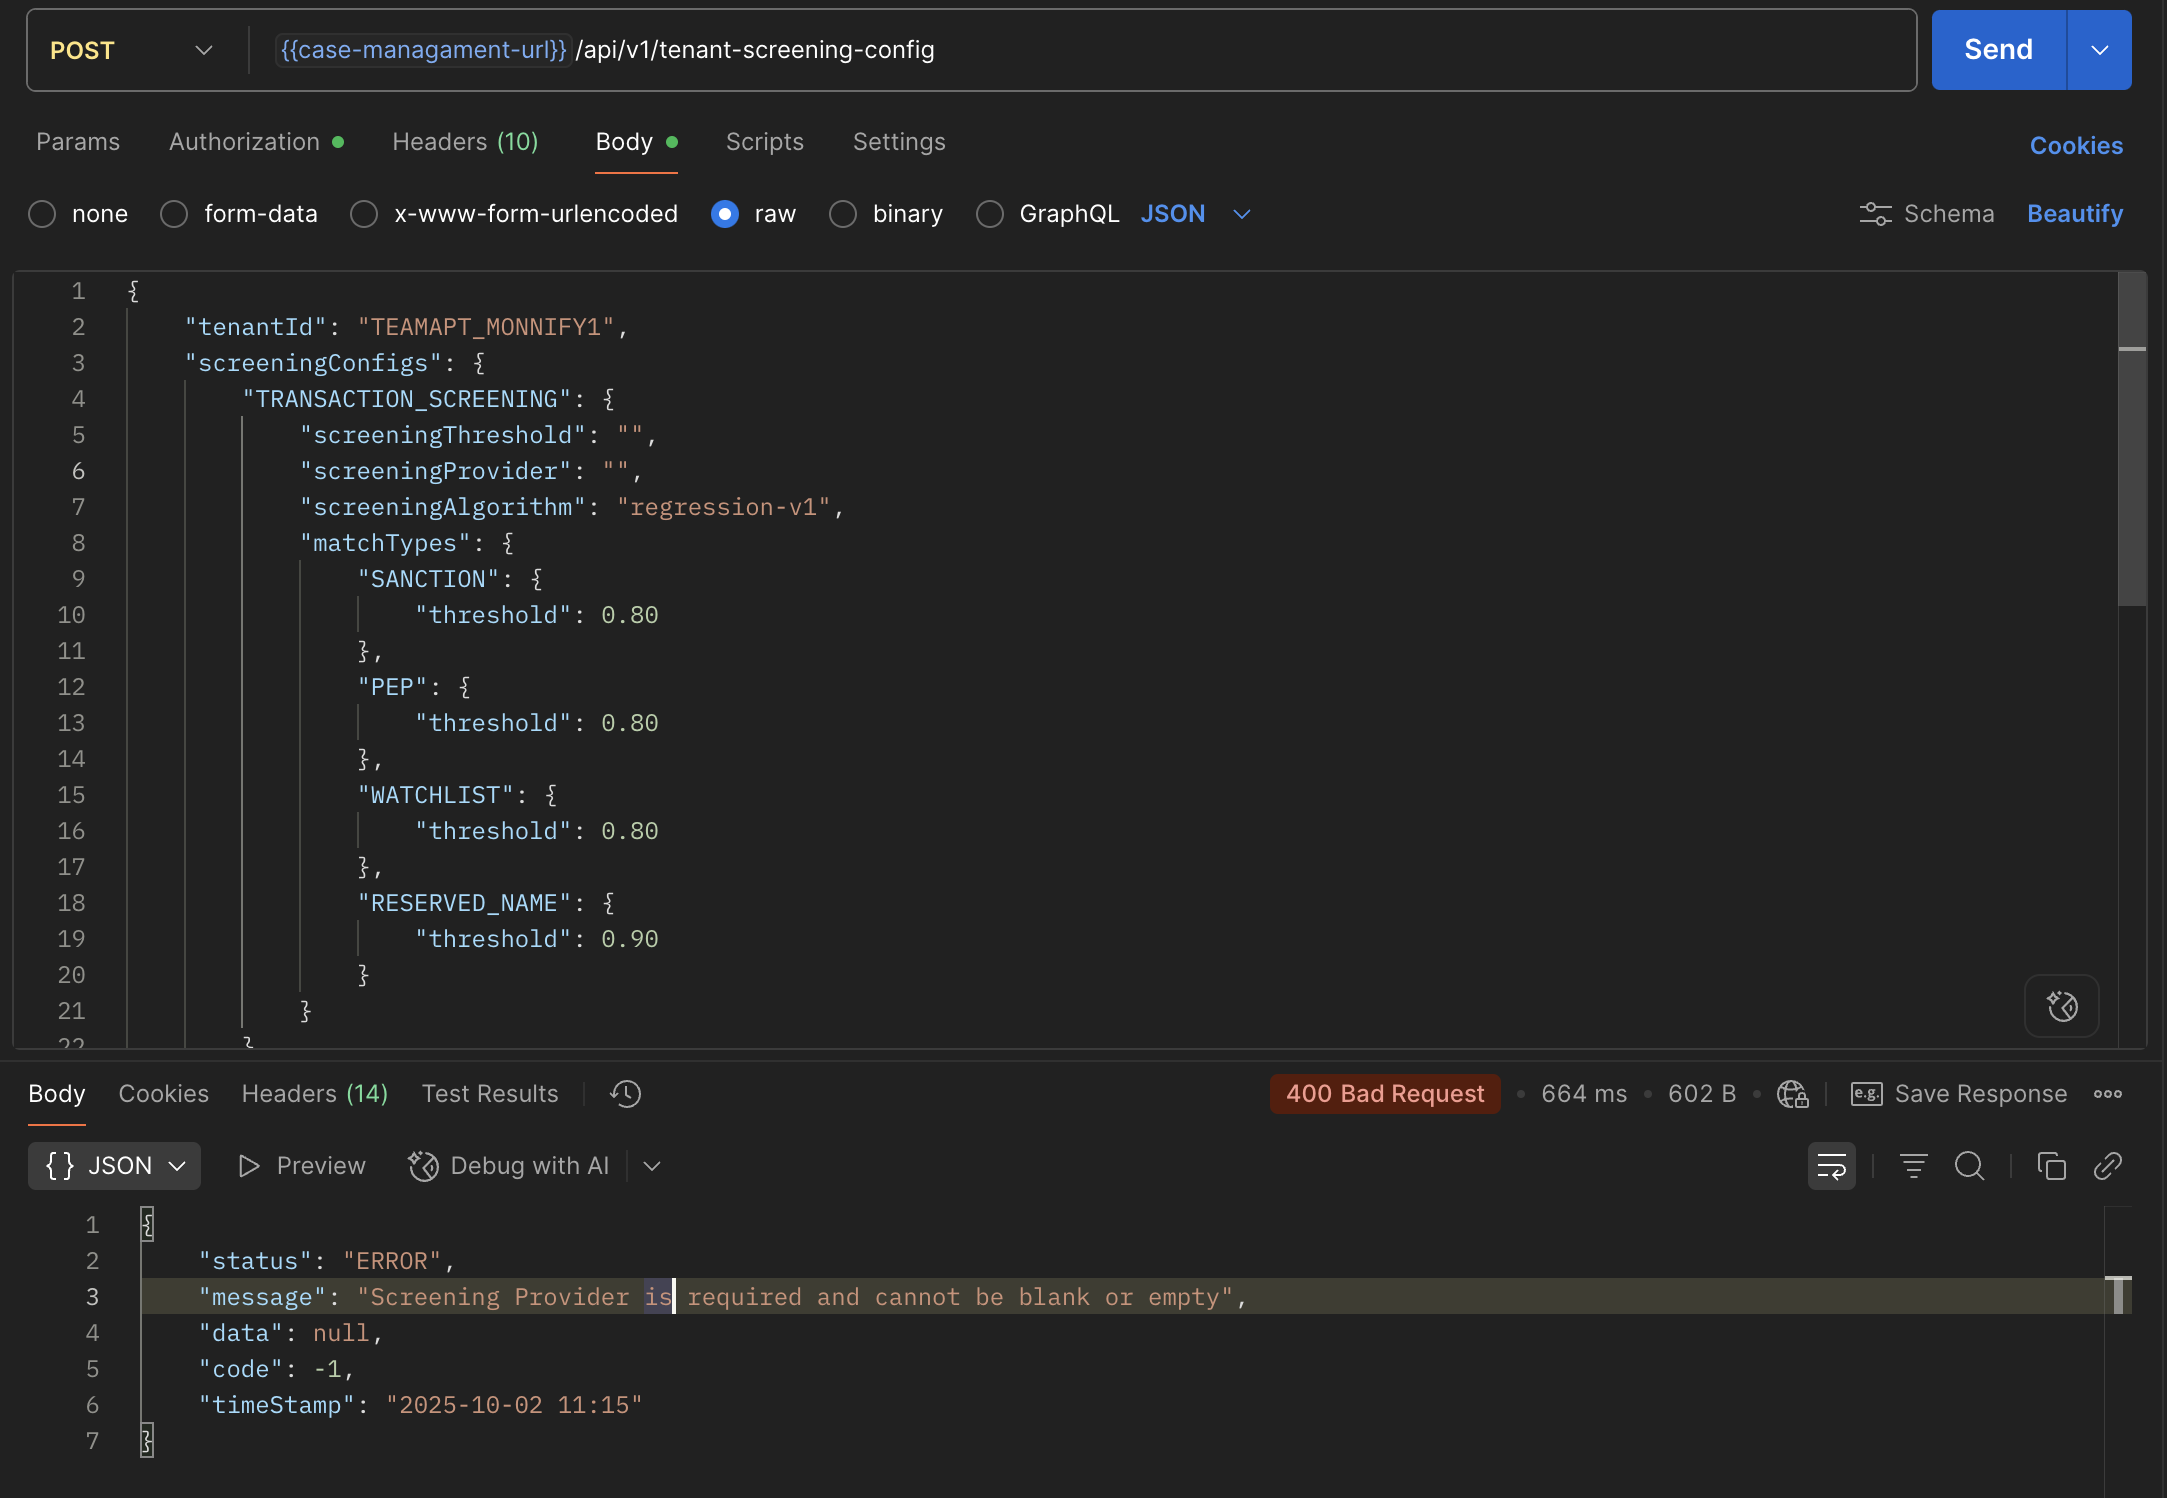 POST {{case-managament-url}}/api/v1/tenant-screening-config Send
Params Authorization Headers (10) Body Scripts Settings Cookies
none form-data x-www-form-urlencoded raw binary GraphQL JSON Schema Beautify
1 {
2 "tenantId": "TEAMAPT_MONNIFY1",
3 "screeningConfigs": {
4 "TRANSACTION_SCREENING": {
5 "screeningThreshold": "",
6 "screeningProvider": "",
7 "screeningAlgorithm": "regression-v1",
8 "matchTypes": {
9 "SANCTION": {
10 "threshold": 0.80
11 },
12 "PEP": {
13 "threshold": 0.80
14 },
15 "WATCHLIST": {
16 "threshold": 0.80
17 },
18 "RESERVED_NAME": {
19 "threshold": 0.90
20 }
21 }
22 }
Body Cookies Headers (14) Test Results 400 Bad Request 664 ms 602 B e.g. Save Response
{} JSON Preview Debug with AI
1 {
2 "status": "ERROR",
3 "message": "Screening Provider is required and cannot be blank or empty",
4 "data": null,
5 "code": -1,
6 "timeStamp": "2025-10-02 11:15"
7 }